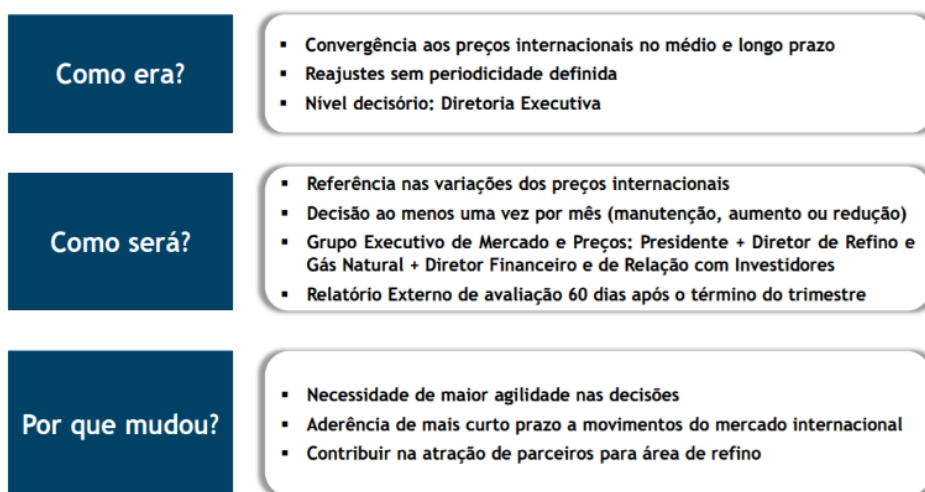 Como era?
▪ Convergência aos preços internacionais no médio e longo prazo
▪ Reajustes sem periodicidade definida
▪ Nível decisório: Diretoria Executiva
Como será?
▪ Referência nas variações dos preços internacionais
▪ Decisão ao menos uma vez por mês (manutenção, aumento ou redução)
▪ Grupo Executivo de Mercado e Preços: Presidente + Diretor de Refino e
Gás Natural + Diretor Financeiro e de Relação com Investidores
▪ Relatório Externo de avaliação 60 dias após o término do trimestre
Por que mudou?
▪ Necessidade de maior agilidade nas decisões
▪ Aderência de mais curto prazo a movimentos do mercado internacional
▪ Contribuir na atração de parceiros para área de refino